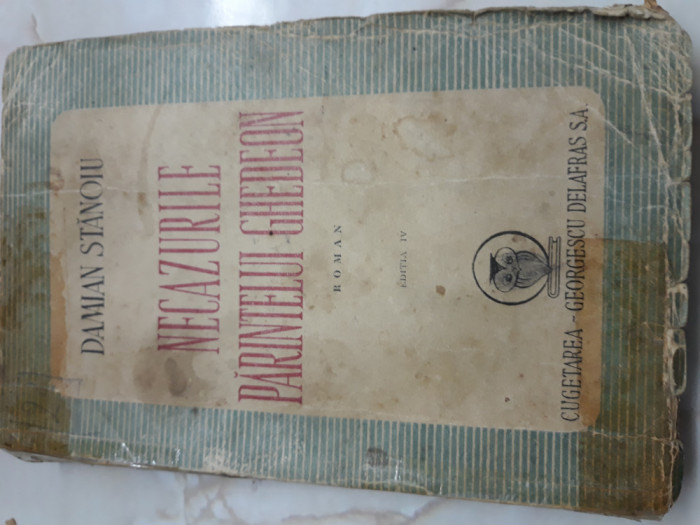 DAMIAN STĂNOIU
NECAZURILE
PĂRINTELUI GHEDEON
ROMAN
EDIȚIA IV
CUGETAREA - GEORGESCU DELAFRAS S.A.